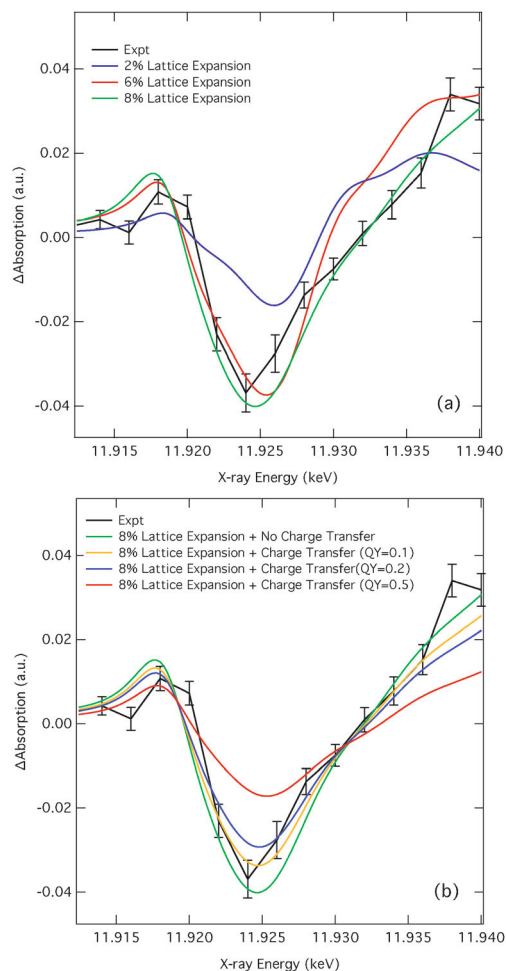 Expt
2% Lattice Expansion
6% Lattice Expansion
8% Lattice Expansion
0.04
0.02
0.00
-0.02
-0.04
ΔAbsorption (a.u.)
(a)
11.915 11.920 11.925 11.930 11.935 11.940
X-ray Energy (keV)
Expt
8% Lattice Expansion + No Charge Transfer
8% Lattice Expansion + Charge Transfer (QY=0.1)
8% Lattice Expansion + Charge Transfer(QY=0.2)
8% Lattice Expansion + Charge Transfer (QY=0.5)
0.04
0.02
0.00
-0.02
-0.04
ΔAbsorption (a.u.)
(b)
11.915 11.920 11.925 11.930 11.935 11.940
X-ray Energy (keV)